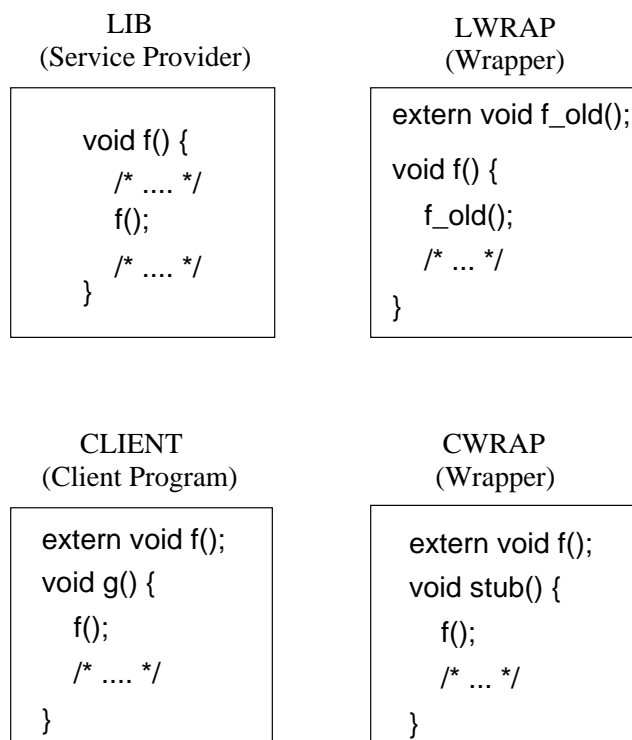 LIB
(Service Provider)
void f() {
/* .... */
f();
/* .... */
}
LWRAP
(Wrapper)
extern void f_old();
void f() {
f_old();
/* ... */
}
CLIENT
(Client Program)
extern void f();
void g() {
f();
/* .... */
}
CWRAP
(Wrapper)
extern void f();
void stub() {
f();
/* ... */
}